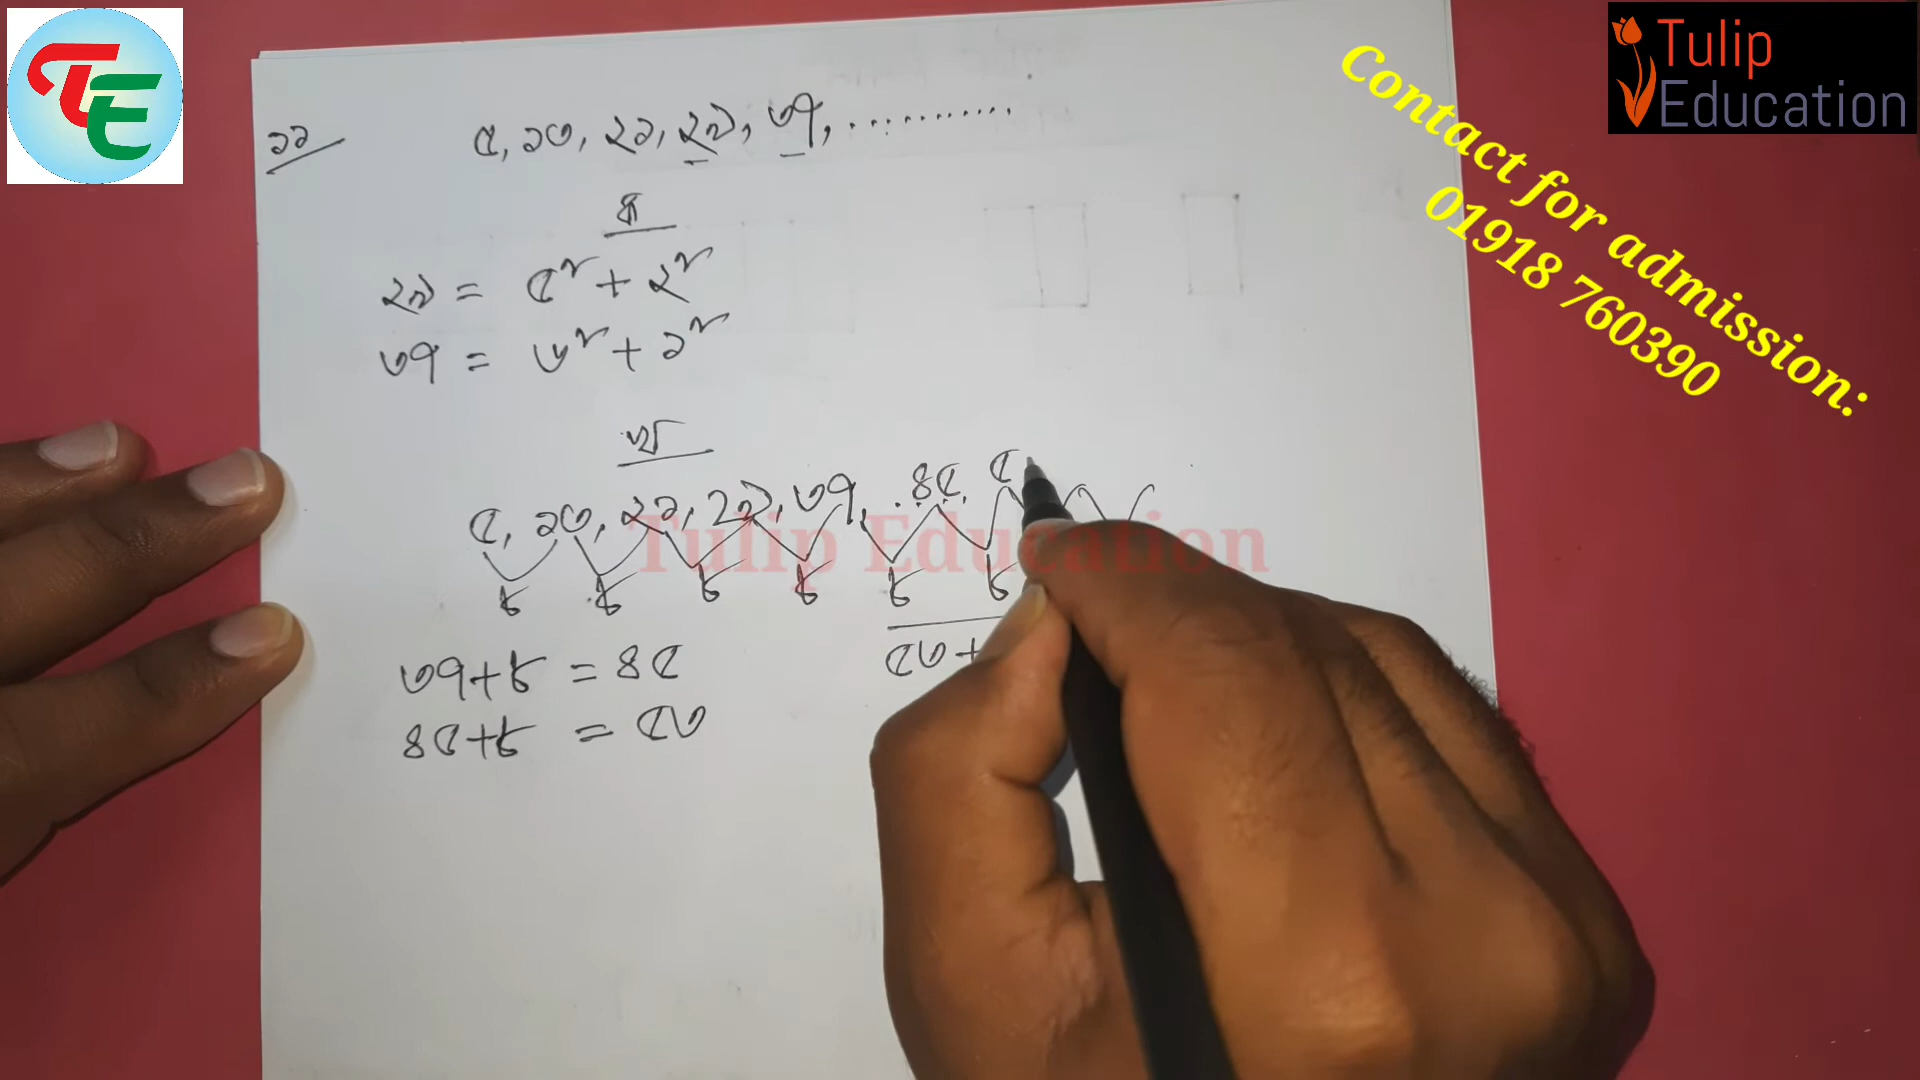 TE
Tulip
Education
Contact for admission:
01918 760390
১১
৫, ১৩, ২১, ২৯, ৩৭, ...........
ক
২৯ = ৫² + ২²
৩৭ = ৬² + ১²
খ
৫, ১৩, ২১, ২৯, ৩৭, .. ৪৫, ৫
৮ ৮ ৮ ৮ ৮ ৮
Tulip Education
৩৭+৮ = ৪৫
৫৩+
৪৫+৮ = ৫৩